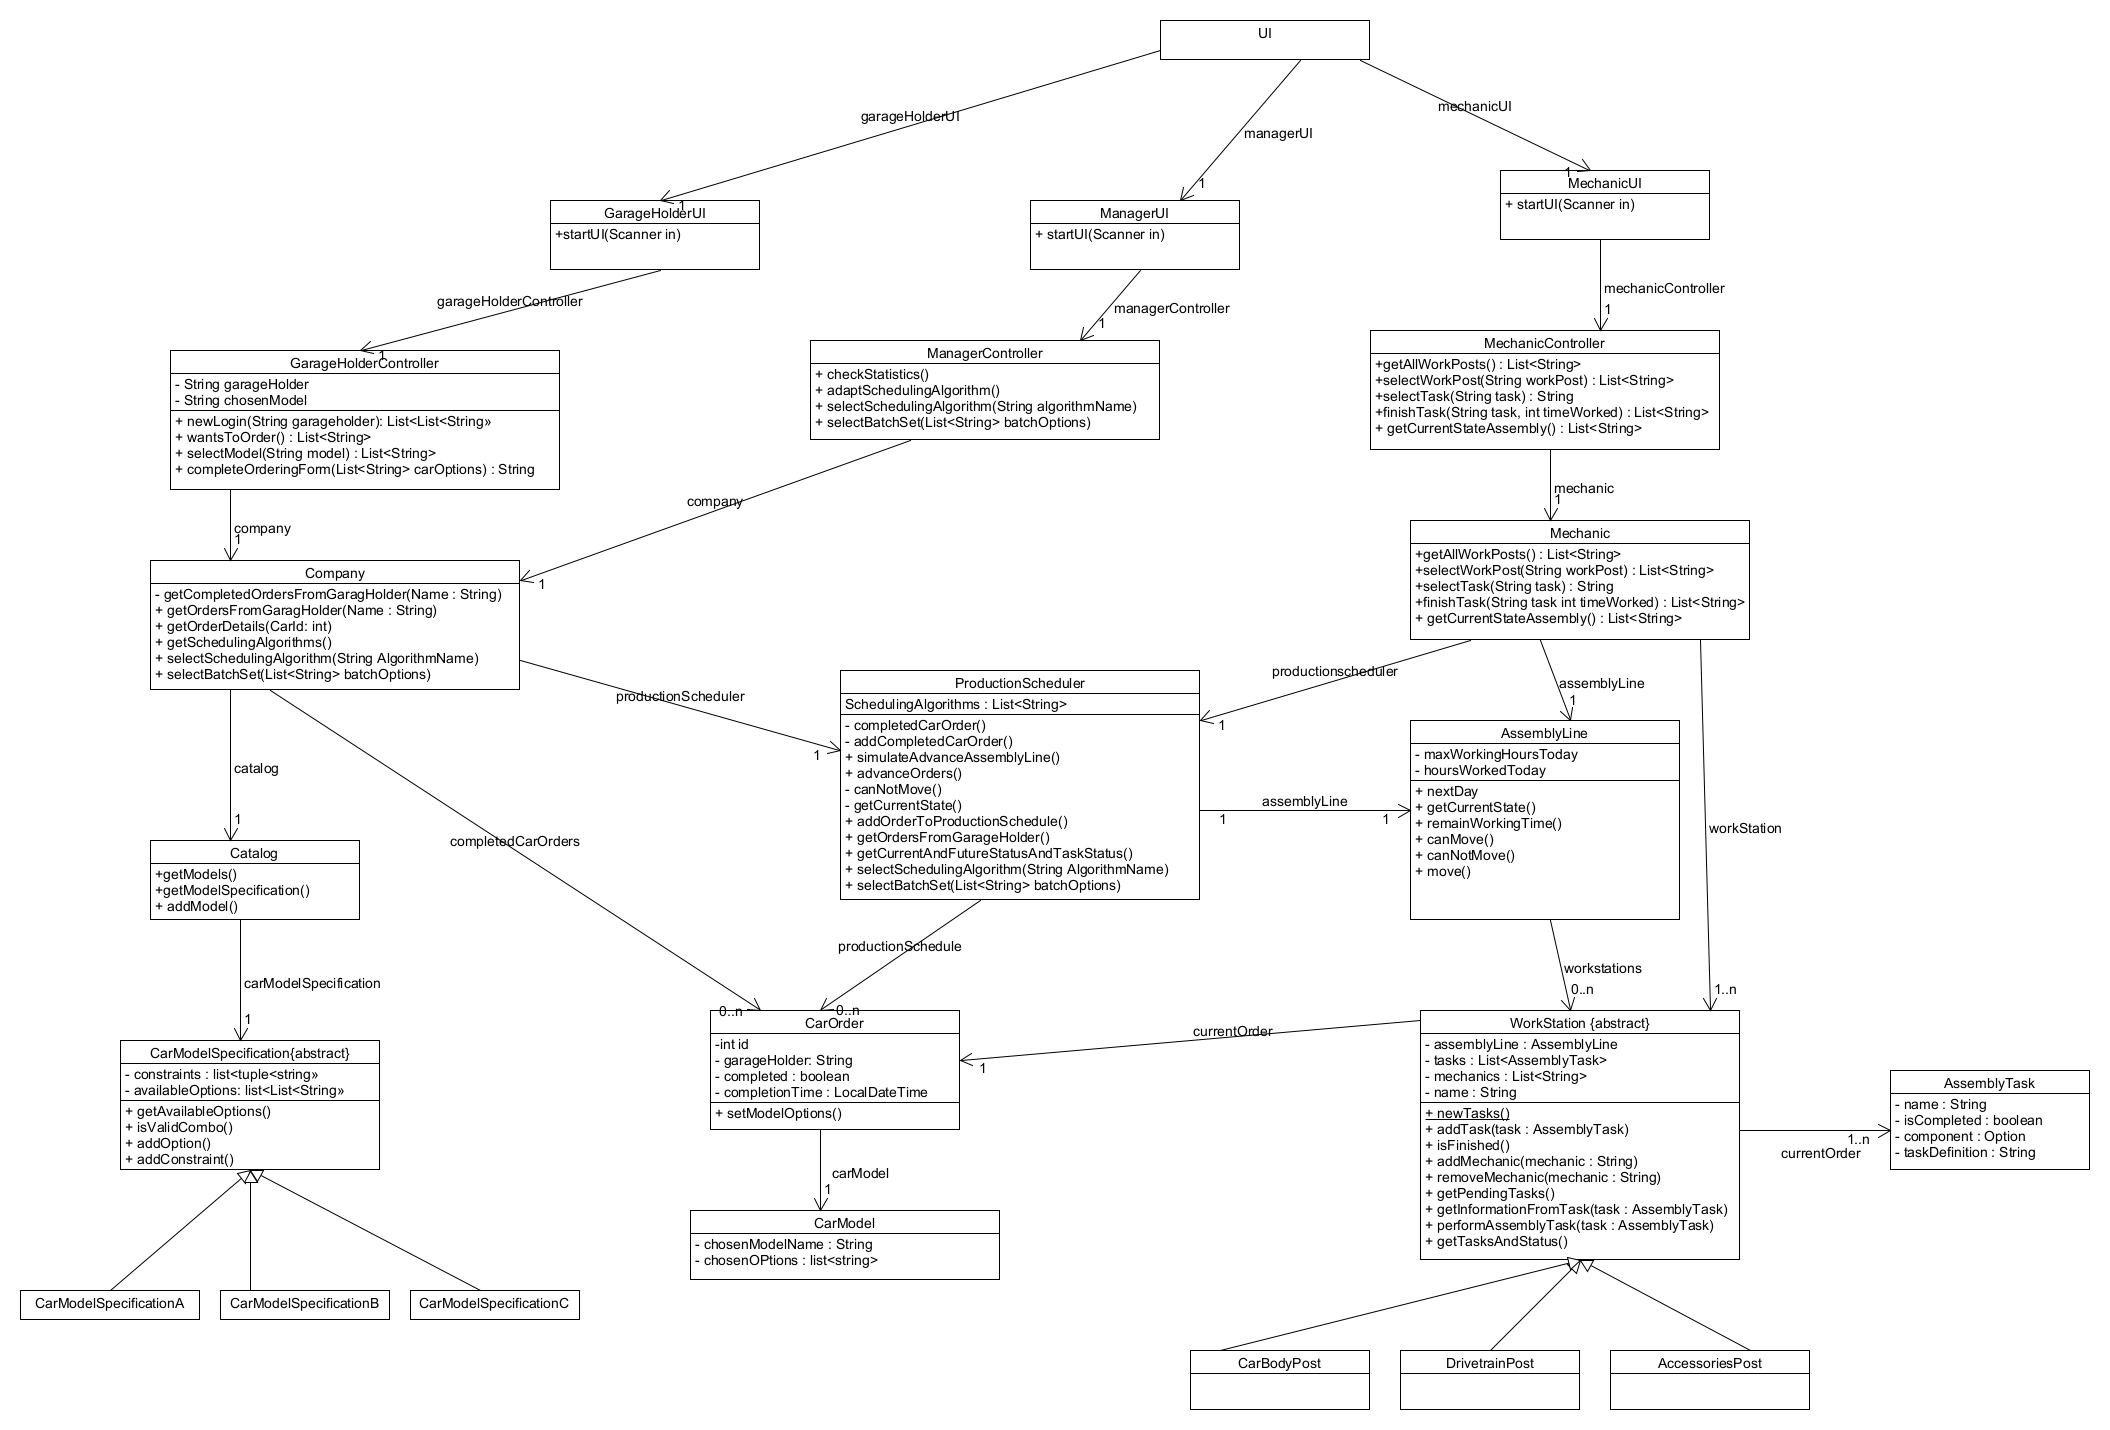 UI
garageHolderUI
managerUI
mechanicUI
1
1
1
GarageHolderUI
+startUI(Scanner in)
ManagerUI
+ startUI(Scanner in)
MechanicUI
+ startUI(Scanner in)
garageHolderController
1
managerController
1
mechanicController
1
GarageHolderController
- String garageHolder
- String chosenModel
+ newLogin(String garageholder): List<List<String»
+ wantsToOrder() : List<String>
+ selectModel(String model) : List<String>
+ completeOrderingForm(List<String> carOptions) : String
ManagerController
+ checkStatistics()
+ adaptSchedulingAlgorithm()
+ selectSchedulingAlgorithm(String algorithmName)
+ selectBatchSet(List<String> batchOptions)
MechanicController
+getAllWorkPosts() : List<String>
+selectWorkPost(String workPost) : List<String>
+selectTask(String task) : String
+finishTask(String task, int timeWorked) : List<String>
+ getCurrentStateAssembly() : List<String>
company
1
company
1
mechanic
1
Company
- getCompletedOrdersFromGaragHolder(Name : String)
+ getOrdersFromGaragHolder(Name : String)
+ getOrderDetails(CarId: int)
+ getSchedulingAlgorithms()
+ selectSchedulingAlgorithm(String AlgorithmName)
+ selectBatchSet(List<String> batchOptions)
Mechanic
+getAllWorkPosts() : List<String>
+selectWorkPost(String workPost) : List<String>
+selectTask(String task) : String
+finishTask(String task int timeWorked) : List<String>
+ getCurrentStateAssembly() : List<String>
productionScheduler
1
productionscheduler
1
assemblyLine
1
workStation
1..n
ProductionScheduler
SchedulingAlgorithms : List<String>
- completedCarOrder()
- addCompletedCarOrder()
+ simulateAdvanceAssemblyLine()
+ advanceOrders()
- canNotMove()
- getCurrentState()
+ addOrderToProductionSchedule()
+ getOrdersFromGarageHolder()
+ getCurrentAndFutureStatusAndTaskStatus()
+ selectSchedulingAlgorithm(String AlgorithmName)
+ selectBatchSet(List<String> batchOptions)
assemblyLine
1
1
AssemblyLine
- maxWorkingHoursToday
- hoursWorkedToday
+ nextDay
+ getCurrentState()
+ remainWorkingTime()
+ canMove()
+ canNotMove()
+ move()
catalog
1
completedCarOrders
0..n
Catalog
+getModels()
+getModelSpecification()
+ addModel()
productionSchedule
0..n
workstations
0..n
carModelSpecification
1
CarModelSpecification{abstract}
- constraints : list<tuple<string»
- availableOptions: list<List<String»
+ getAvailableOptions()
+ isValidCombo()
+ addOption()
+ addConstraint()
CarOrder
-int id
- garageHolder: String
- completed : boolean
- completionTime : LocalDateTime
+ setModelOptions()
currentOrder
1
WorkStation {abstract}
- assemblyLine : AssemblyLine
- tasks : List<AssemblyTask>
- mechanics : List<String>
- name : String
+ newTasks()
+ addTask(task : AssemblyTask)
+ isFinished()
+ addMechanic(mechanic : String)
+ removeMechanic(mechanic : String)
+ getPendingTasks()
+ getInformationFromTask(task : AssemblyTask)
+ performAssemblyTask(task : AssemblyTask)
+ getTasksAndStatus()
1..n
currentOrder
AssemblyTask
- name : String
- isCompleted : boolean
- component : Option
- taskDefinition : String
carModel
1
CarModel
- chosenModelName : String
- chosenOPtions : list<string>
CarModelSpecificationA
CarModelSpecificationB
CarModelSpecificationC
CarBodyPost
DrivetrainPost
AccessoriesPost